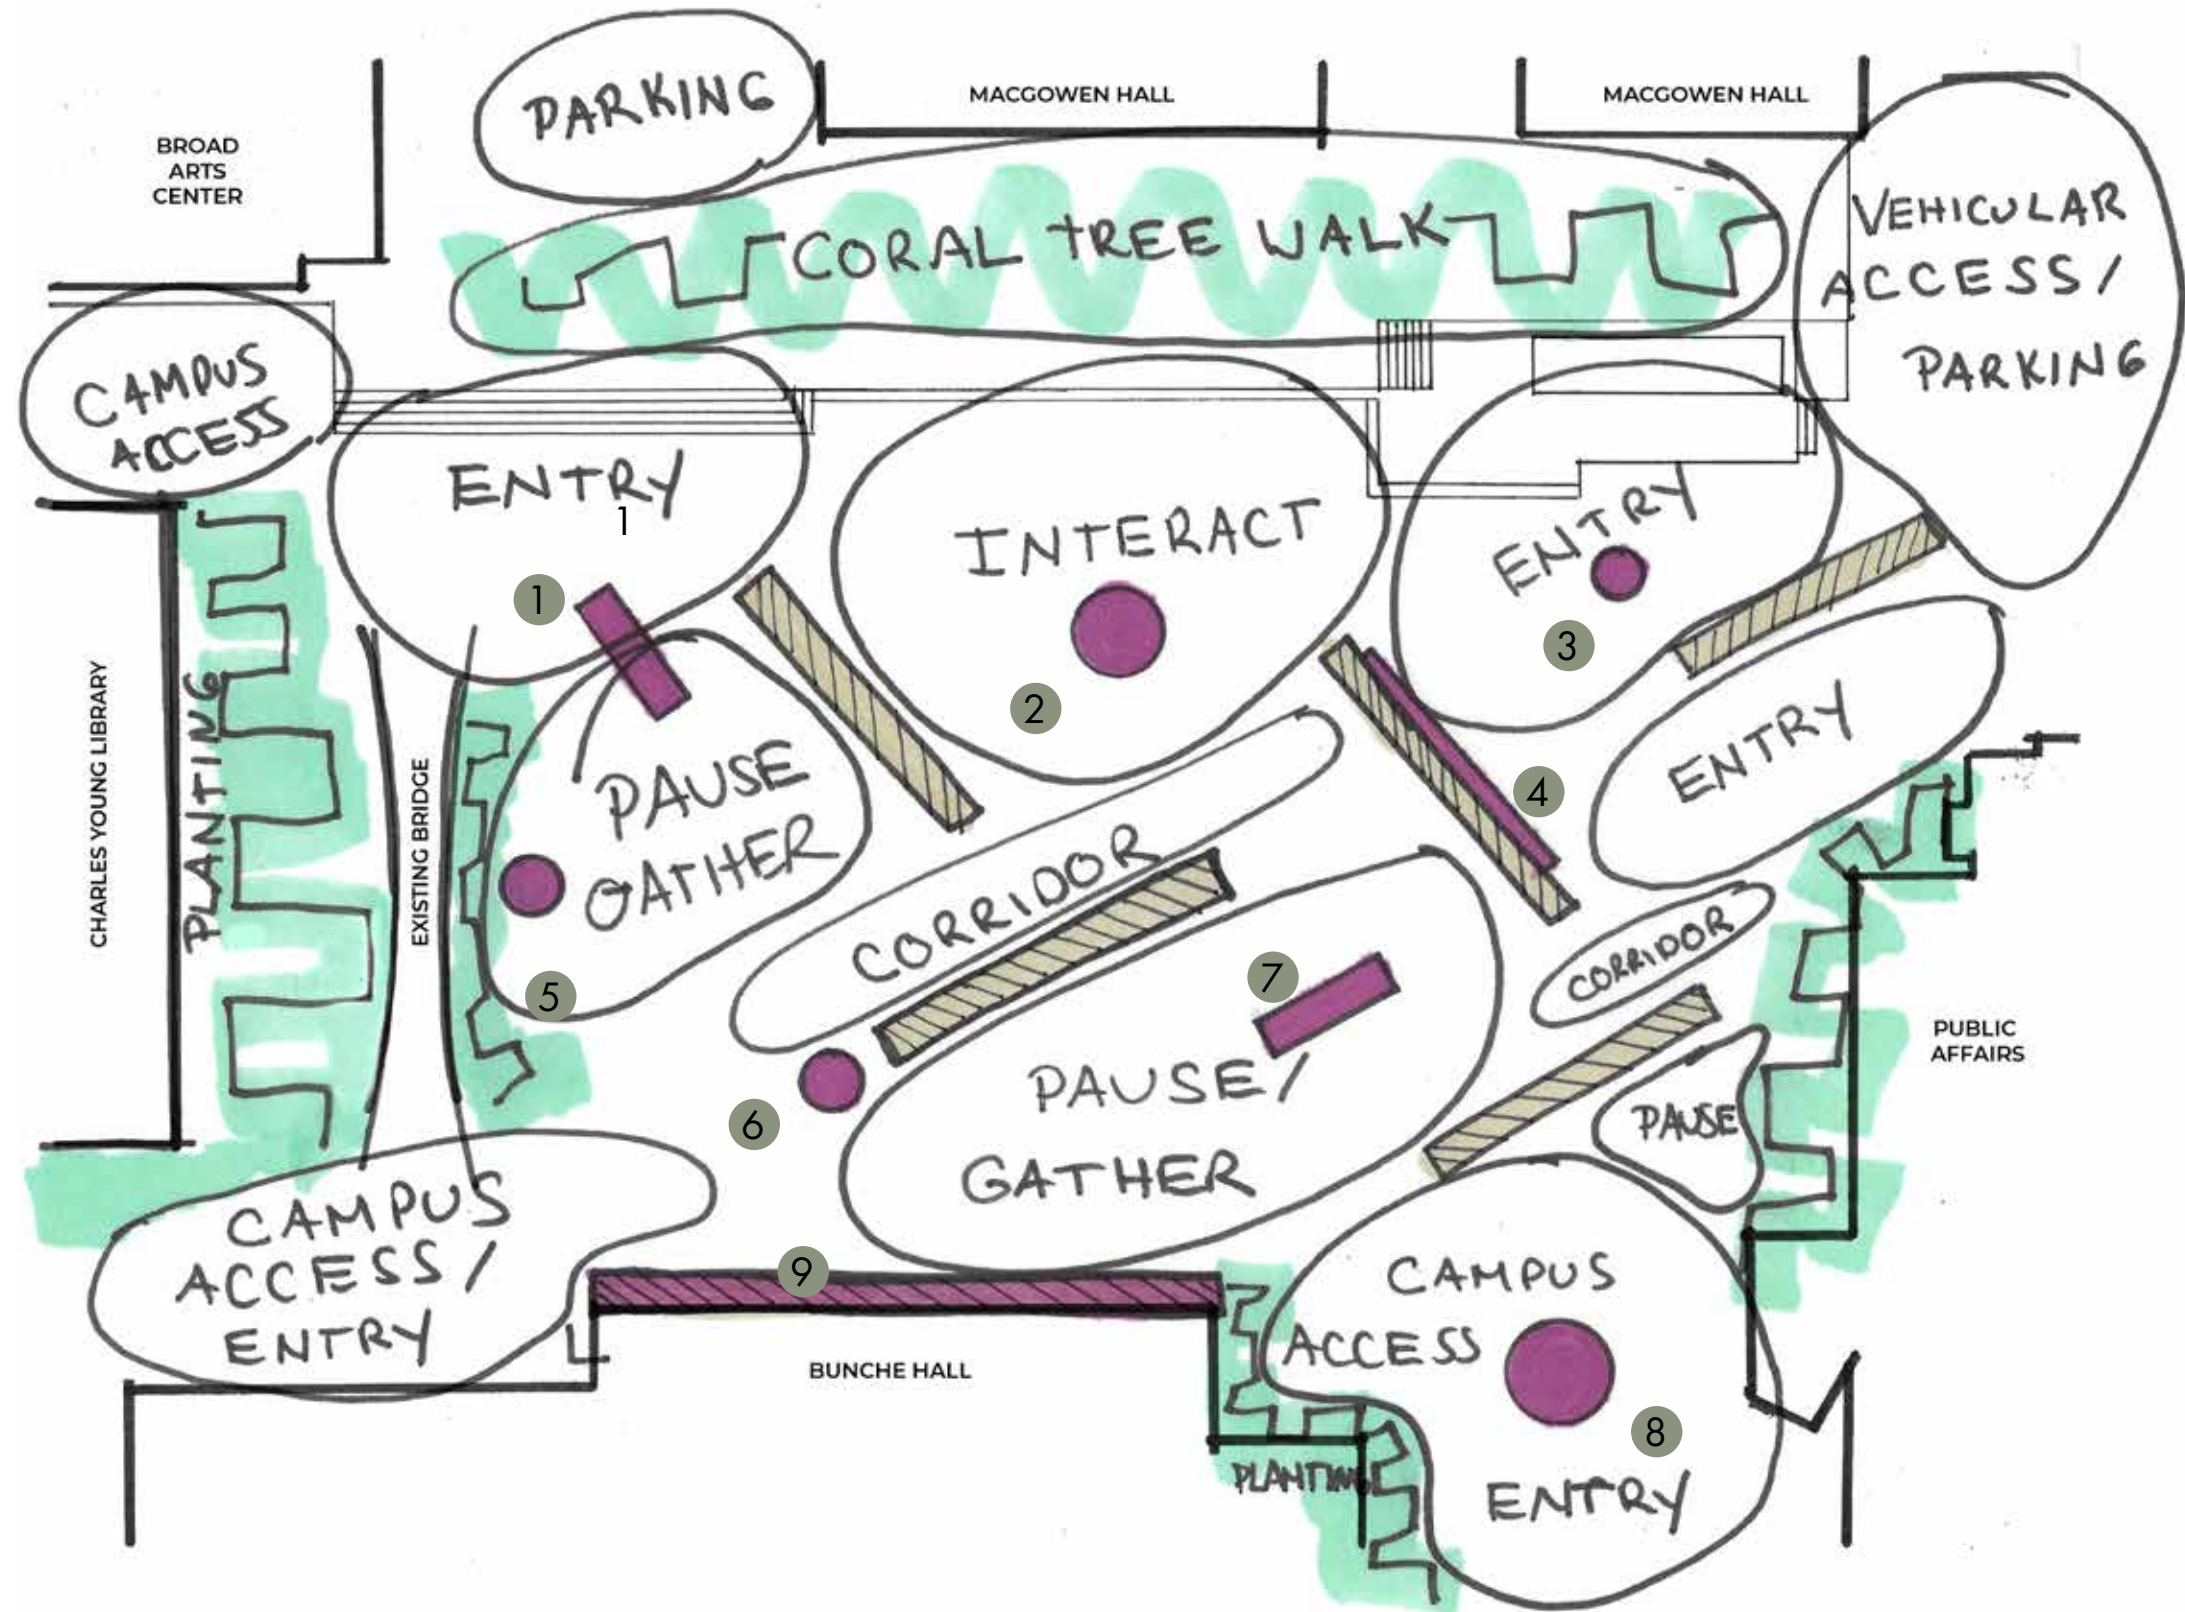 PARKING
MACGOWEN HALL
MACGOWEN HALL
BROAD
ARTS
CENTER
VEHICULAR
ACCESS/
PARKING
CORAL TREE WALK
CAMPUS
ACCESS
ENTRY
1
INTERACT
ENTRY
1
2
3
ENTRY
4
CHARLES YOUNG LIBRARY
PLANTING
EXISTING BRIDGE
PAUSE
GATHER
5
CORRIDOR
CORRIDOR
6
7
PAUSE/
GATHER
PAUSE
PUBLIC
AFFAIRS
CAMPUS
ACCESS/
ENTRY
9
BUNCHE HALL
CAMPUS
ACCESS
8
ENTRY
PLANTING